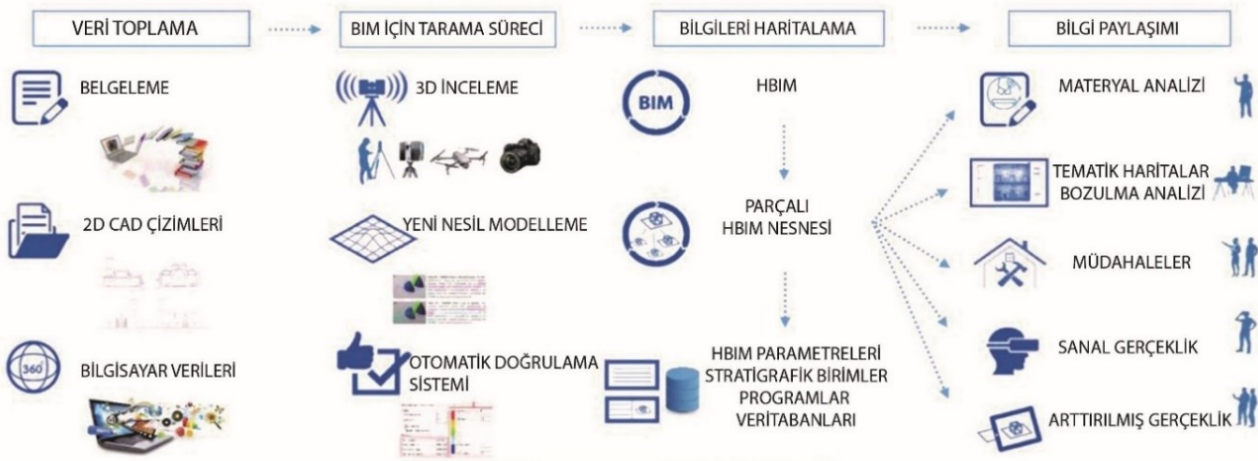 VERİ TOPLAMA
BIM İÇİN TARAMA SÜRECİ
BİLGİLERİ HARİTALAMA
BİLGİ PAYLAŞIMI
BELGELEME
2D CAD ÇİZİMLERİ
360°
BİLGİSAYAR VERİLERİ
3D İNCELEME
YENİ NESİL MODELLEME
OTOMATİK DOĞRULAMA
SİSTEMİ
BIM
HBIM
PARÇALI
HBIM NESNESİ
HBIM PARAMETRELERİ
STRATİGRAFİK BİRİMLER
PROGRAMLAR
VERİTABANLARI
MATERYAL ANALİZİ
TEMATİK HARİTALAR
BOZULMA ANALİZİ
MÜDAHALELER
SANAL GERÇEKLİK
ARTTIRILMIŞ GERÇEKLİK